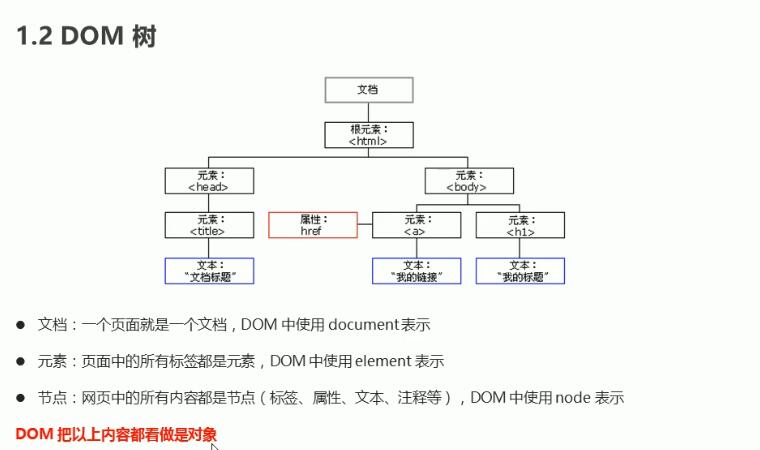 1.2 DOM 树
文档
根元素：
<html>
元素：
<head>
元素：
<body>
元素：
<title>
属性：
href
元素：
<a>
元素：
<h1>
文本：
“文档标题”
文本：
“我的链接”
文本：
“我的标题”
● 文档：一个页面就是一个文档，DOM 中使用 document 表示
● 元素：页面中的所有标签都是元素，DOM 中使用 element 表示
● 节点：网页中的所有内容都是节点（标签、属性、文本、注释等），DOM 中使用 node 表示
DOM 把以上内容都看做是对象